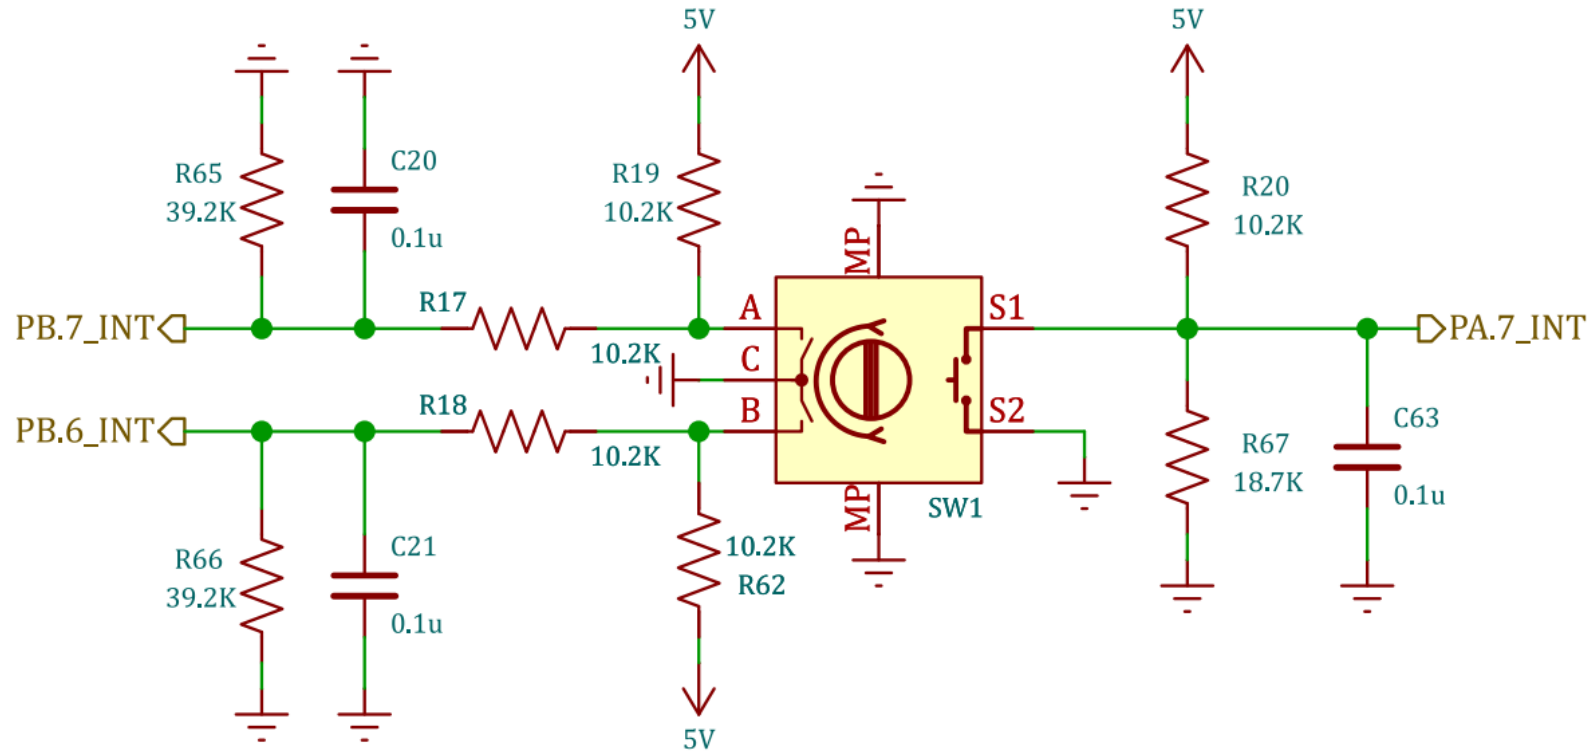 5V
5V
R65
39.2K
C20
0.1u
R19
10.2K
R20
10.2K
MP
PB.7_INT
R17
10.2K
A
S1
PA.7_INT
C
PB.6_INT
R18
10.2K
B
S2
MP
SW1
R67
18.7K
C63
0.1u
R66
39.2K
C21
0.1u
10.2K
R62
5V